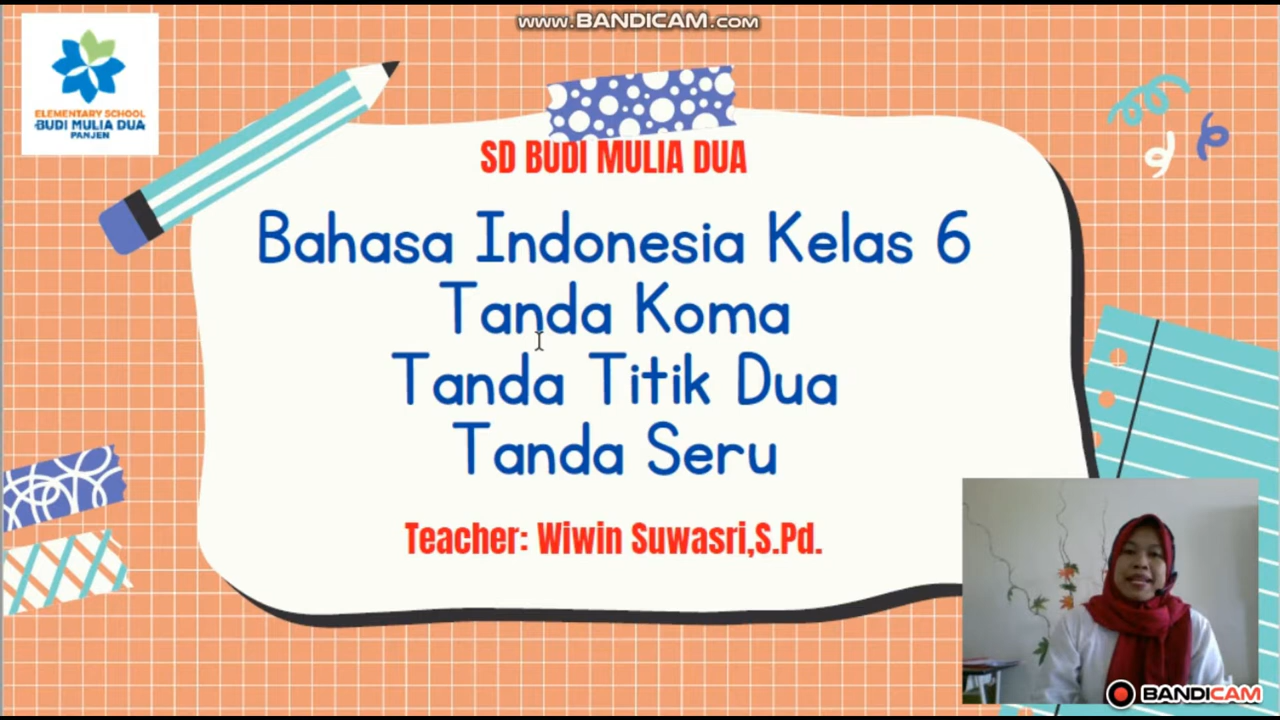 www.BANDICAM.com
ELEMENTARY SCHOOL
BUDI MULIA DUA
PANJEN
SD BUDI MULIA DUA
Bahasa Indonesia Kelas 6
Tanda Koma
Tanda Titik Dua
Tanda Seru
Teacher: Wiwin Suwasri,S.Pd.
BANDICAM